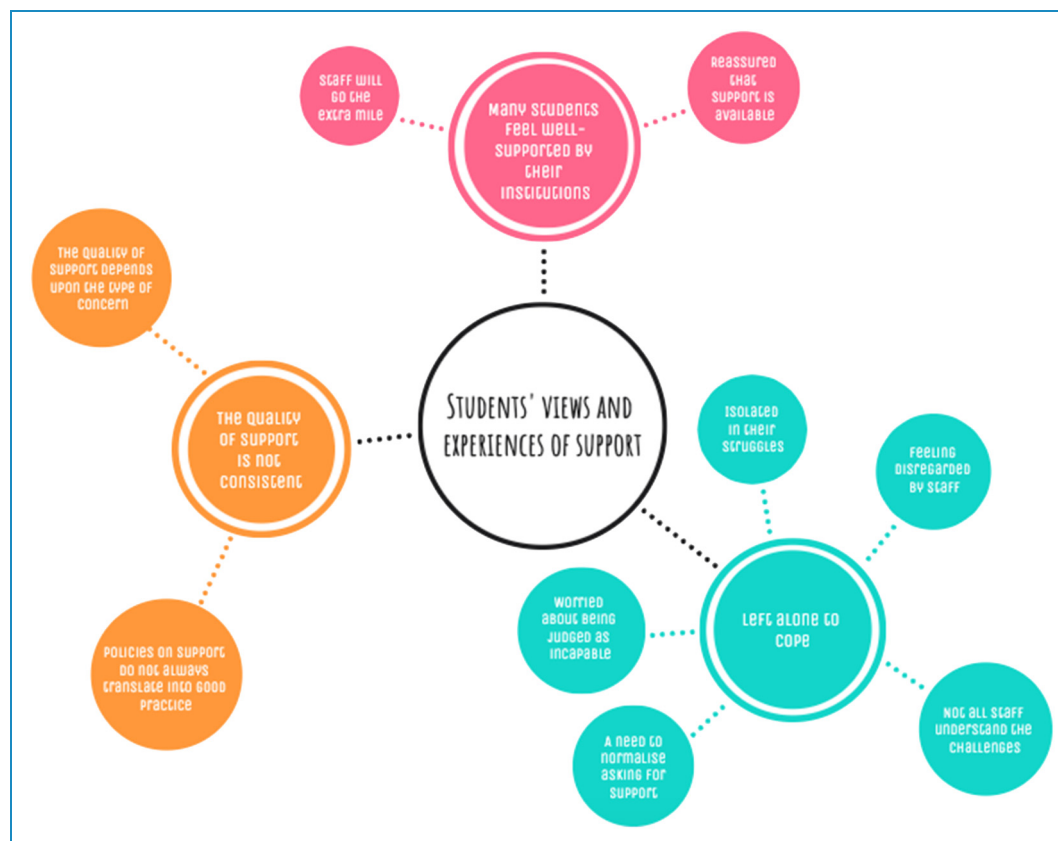 Staff will
go the
extra mile
Many students
feel well-
supported by
their
institutions
Reassured
that
support is
available
The quality of
support depends
upon the type of
concern
The quality
of support
is not
consistent
Policies on support
do not always
translate into good
practice
Students' views and
experiences of support
Isolated
in their
struggles
Feeling
disregarded
by staff
Worried
about being
judged as
incapable
Left alone to
cope
A need to
normalise
asking for
support
Not all staff
understand the
challenges